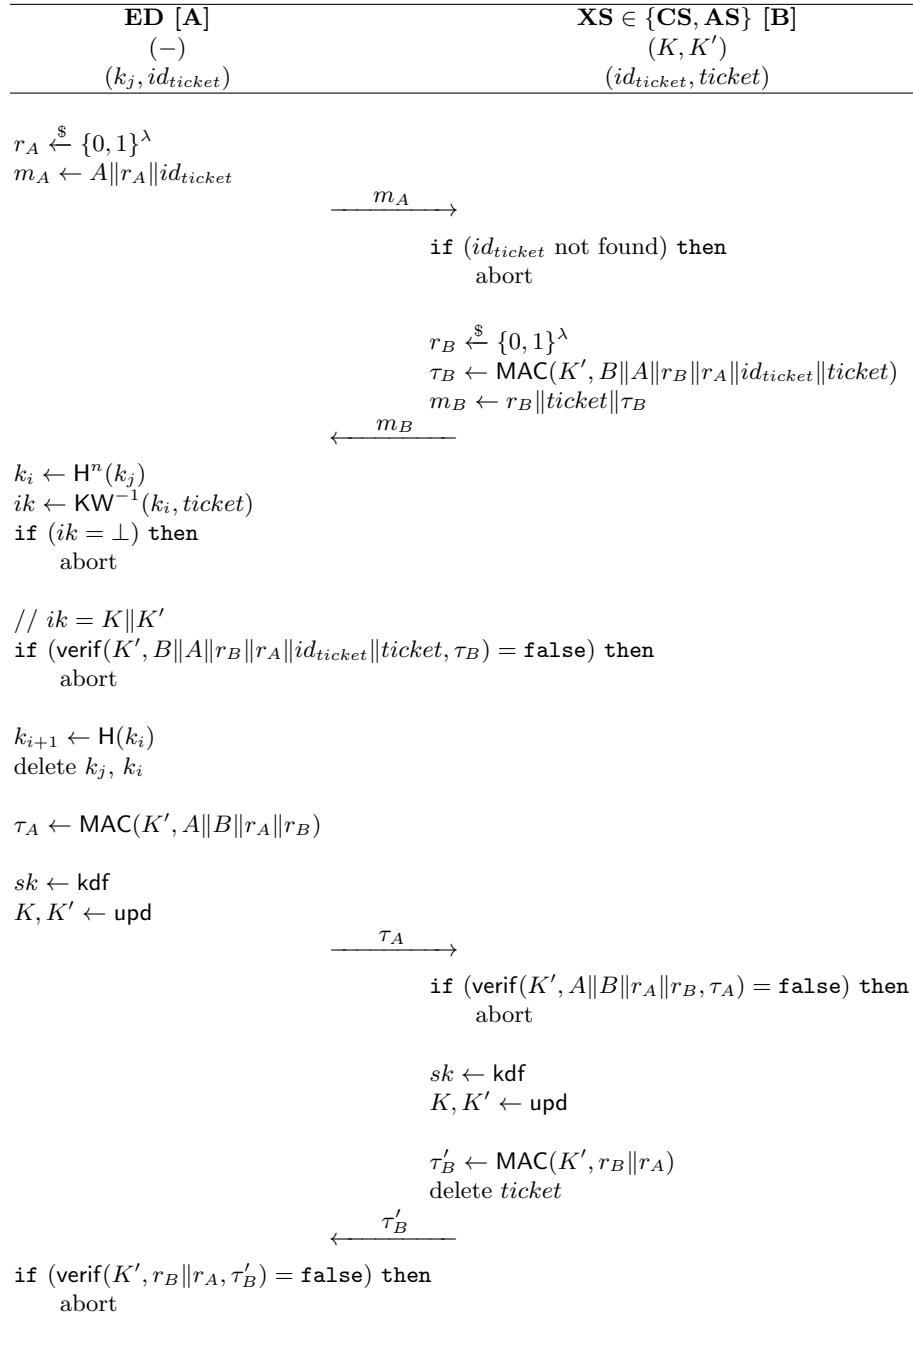 ED [A] XS ∈ {CS, AS} [B]
(−) (K, K′)
(k_j, id_ticket) (id_ticket, ticket)
r_A ←$ {0, 1}^λ
m_A ← A‖r_A‖id_ticket
m_A
if (id_ticket not found) then
abort
r_B ←$ {0, 1}^λ
τ_B ← MAC(K′, B‖A‖r_B‖r_A‖id_ticket‖ticket)
m_B ← r_B‖ticket‖τ_B
m_B
k_i ← H^n(k_j)
ik ← KW^−1(k_i, ticket)
if (ik = ⊥) then
abort
// ik = K‖K′
if (verif(K′, B‖A‖r_B‖r_A‖id_ticket‖ticket, τ_B) = false) then
abort
k_i+1 ← H(k_i)
delete k_j, k_i
τ_A ← MAC(K′, A‖B‖r_A‖r_B)
sk ← kdf
K, K′ ← upd
τ_A
if (verif(K′, A‖B‖r_A‖r_B, τ_A) = false) then
abort
sk ← kdf
K, K′ ← upd
τ′_B ← MAC(K′, r_B‖r_A)
delete ticket
τ′_B
if (verif(K′, r_B‖r_A, τ′_B) = false) then
abort